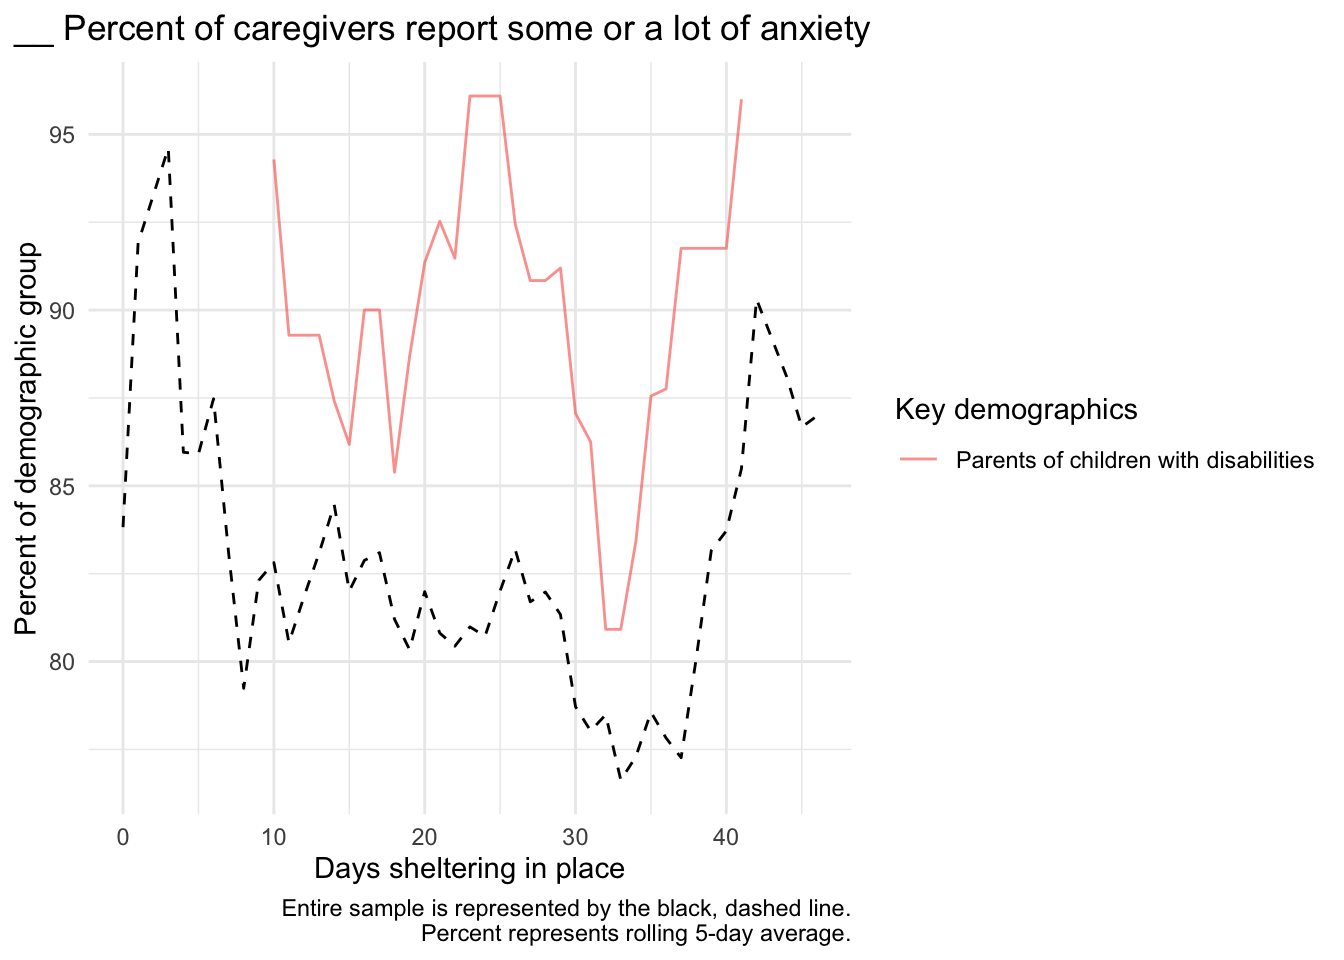 __ Percent of caregivers report some or a lot of anxiety
Percent of demographic group
95
90
85
80
0
10
20
30
40
Days sheltering in place
Entire sample is represented by the black, dashed line.
Percent represents rolling 5-day average.
Key demographics
Parents of children with disabilities